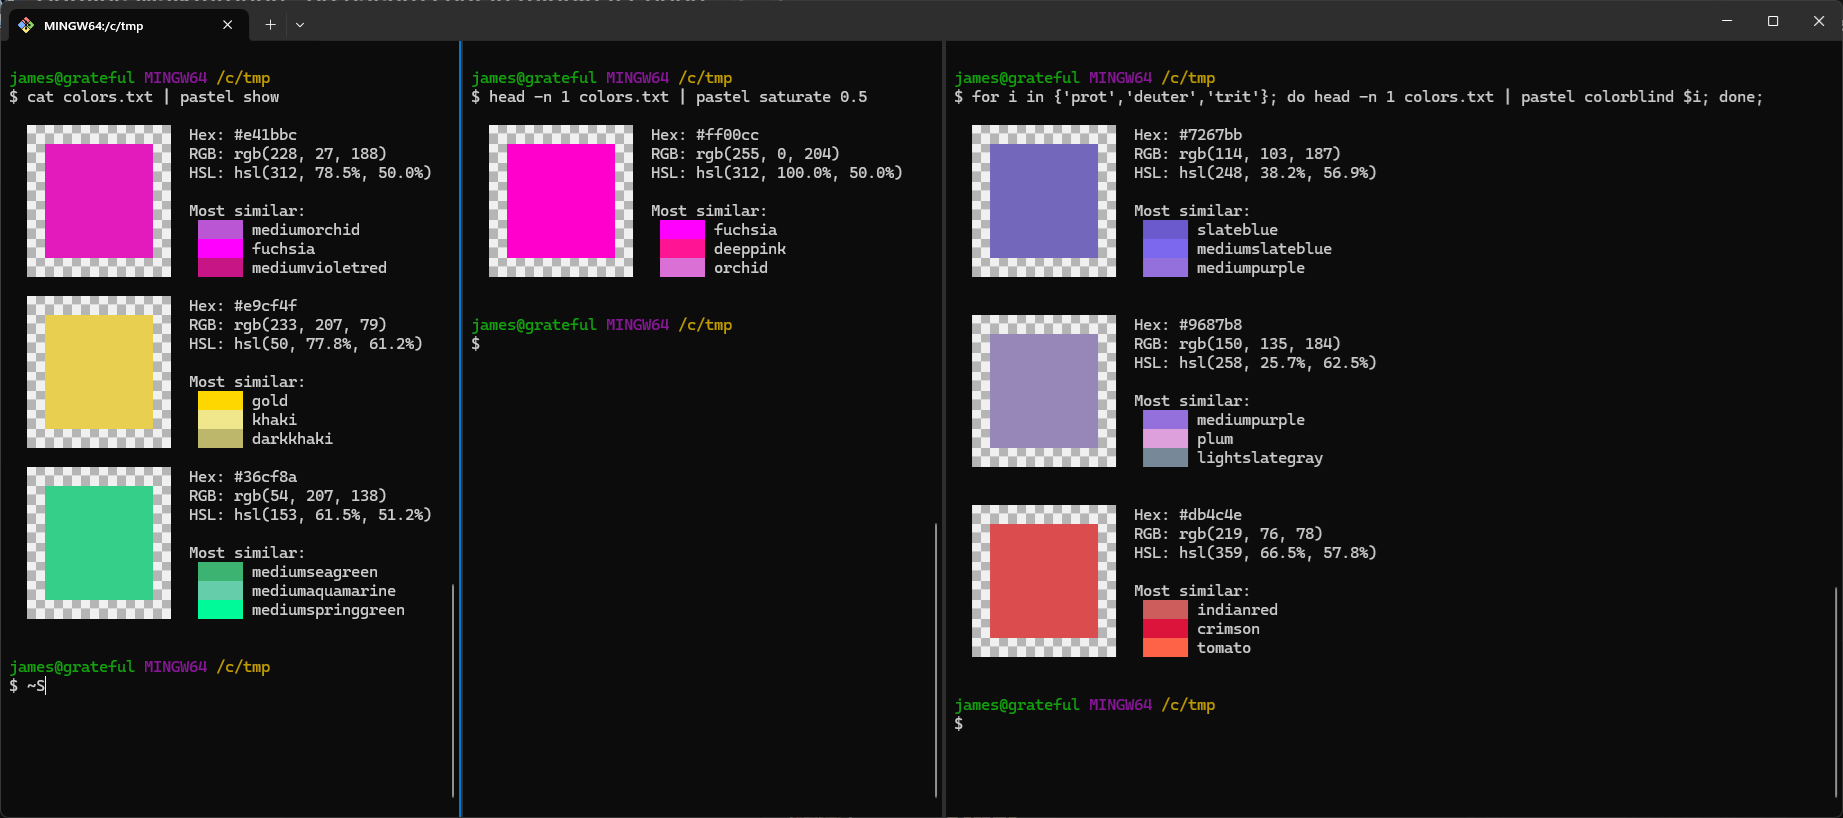 MINGW64:/c/tmp
james@grateful MINGW64 /c/tmp
$ cat colors.txt | pastel show
Hex: #e41bbc
RGB: rgb(228, 27, 188)
HSL: hsl(312, 78.5%, 50.0%)
Most similar:
mediumorchid
fuchsia
mediumvioletred
Hex: #e9cf4f
RGB: rgb(233, 207, 79)
HSL: hsl(50, 77.8%, 61.2%)
Most similar:
gold
khaki
darkkhaki
Hex: #36cf8a
RGB: rgb(54, 207, 138)
HSL: hsl(153, 61.5%, 51.2%)
Most similar:
mediumseagreen
mediumaquamarine
mediumspringgreen
james@grateful MINGW64 /c/tmp
$ ~S
james@grateful MINGW64 /c/tmp
$ head -n 1 colors.txt | pastel saturate 0.5
Hex: #ff00cc
RGB: rgb(255, 0, 204)
HSL: hsl(312, 100.0%, 50.0%)
Most similar:
fuchsia
deeppink
orchid
james@grateful MINGW64 /c/tmp
$
james@grateful MINGW64 /c/tmp
$ for i in {'prot','deuter','trit'}; do head -n 1 colors.txt | pastel colorblind $i; done;
Hex: #7267bb
RGB: rgb(114, 103, 187)
HSL: hsl(248, 38.2%, 56.9%)
Most similar:
slateblue
mediumslateblue
mediumpurple
Hex: #9687b8
RGB: rgb(150, 135, 184)
HSL: hsl(258, 25.7%, 62.5%)
Most similar:
mediumpurple
plum
lightslategray
Hex: #db4c4e
RGB: rgb(219, 76, 78)
HSL: hsl(359, 66.5%, 57.8%)
Most similar:
indianred
crimson
tomato
james@grateful MINGW64 /c/tmp
$